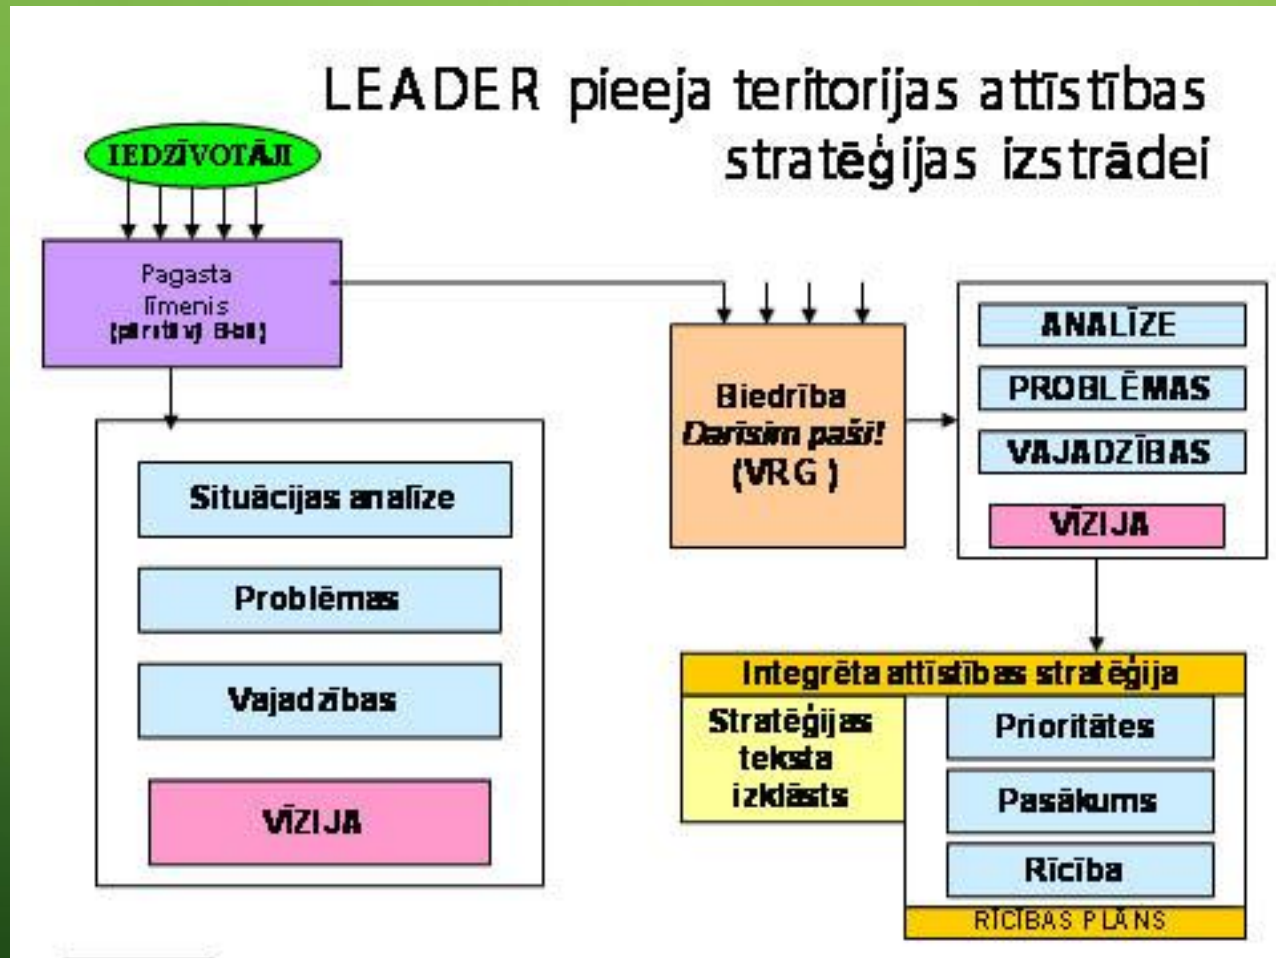 LEADER pieeja teritorijas attīstības
stratēģijas izstrādei
IEDZĪVOTĀJI
Pagasta
līmenis
Situācijas analīze
Problēmas
Vajadzības
VĪZIJA
Biedrība
Darīsim paši!
(VRG )
ANALĪZE
PROBLĒMAS
VAJADZĪBAS
VĪZIJA
Integrēta attīstības stratēģija
Stratēģijas
teksta
izklāsts
Prioritātes
Pasākums
Rīcība
RĪCĪBAS PLĀNS